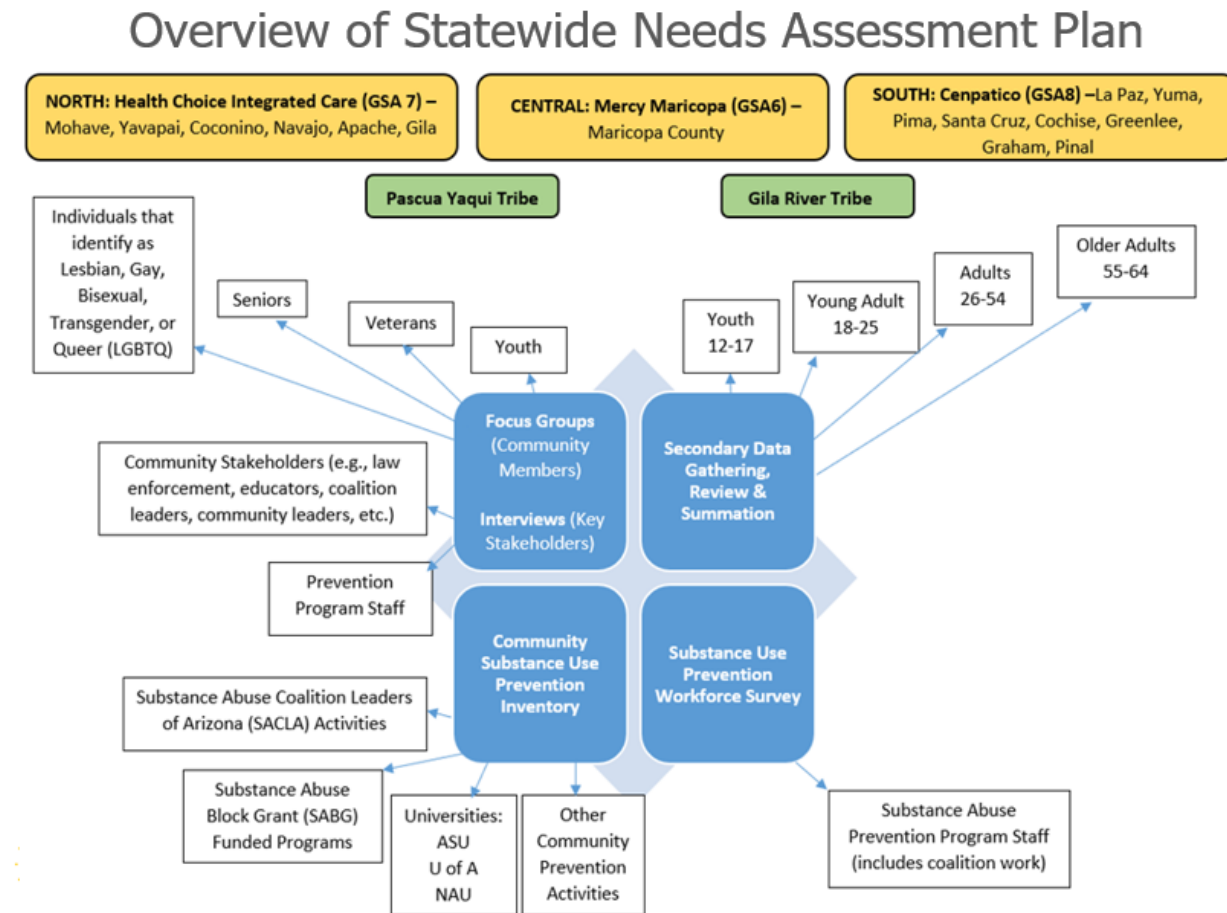 Overview of Statewide Needs Assessment Plan
NORTH: Health Choice Integrated Care (GSA 7) –
Mohave, Yavapai, Coconino, Navajo, Apache, Gila
CENTRAL: Mercy Maricopa (GSA6) –
Maricopa County
SOUTH: Cenpatico (GSA8) –La Paz, Yuma,
Pima, Santa Cruz, Cochise, Greenlee,
Graham, Pinal
Pascua Yaqui Tribe
Gila River Tribe
Individuals that
identify as
Lesbian, Gay,
Bisexual,
Transgender, or
Queer (LGBTQ)
Seniors
Veterans
Youth
Youth
12-17
Young Adult
18-25
Adults
26-54
Older Adults
55-64
Focus Groups
(Community
Members)
Interviews (Key
Stakeholders)
Secondary Data
Gathering,
Review &
Summation
Community Stakeholders (e.g., law
enforcement, educators, coalition
leaders, community leaders, etc.)
Prevention
Program Staff
Community
Substance Use
Prevention
Inventory
Substance Use
Prevention
Workforce Survey
Substance Abuse Coalition Leaders
of Arizona (SACLA) Activities
Substance Abuse
Block Grant (SABG)
Funded Programs
Universities:
ASU
U of A
NAU
Other
Community
Prevention
Activities
Substance Abuse
Prevention Program Staff
(includes coalition work)